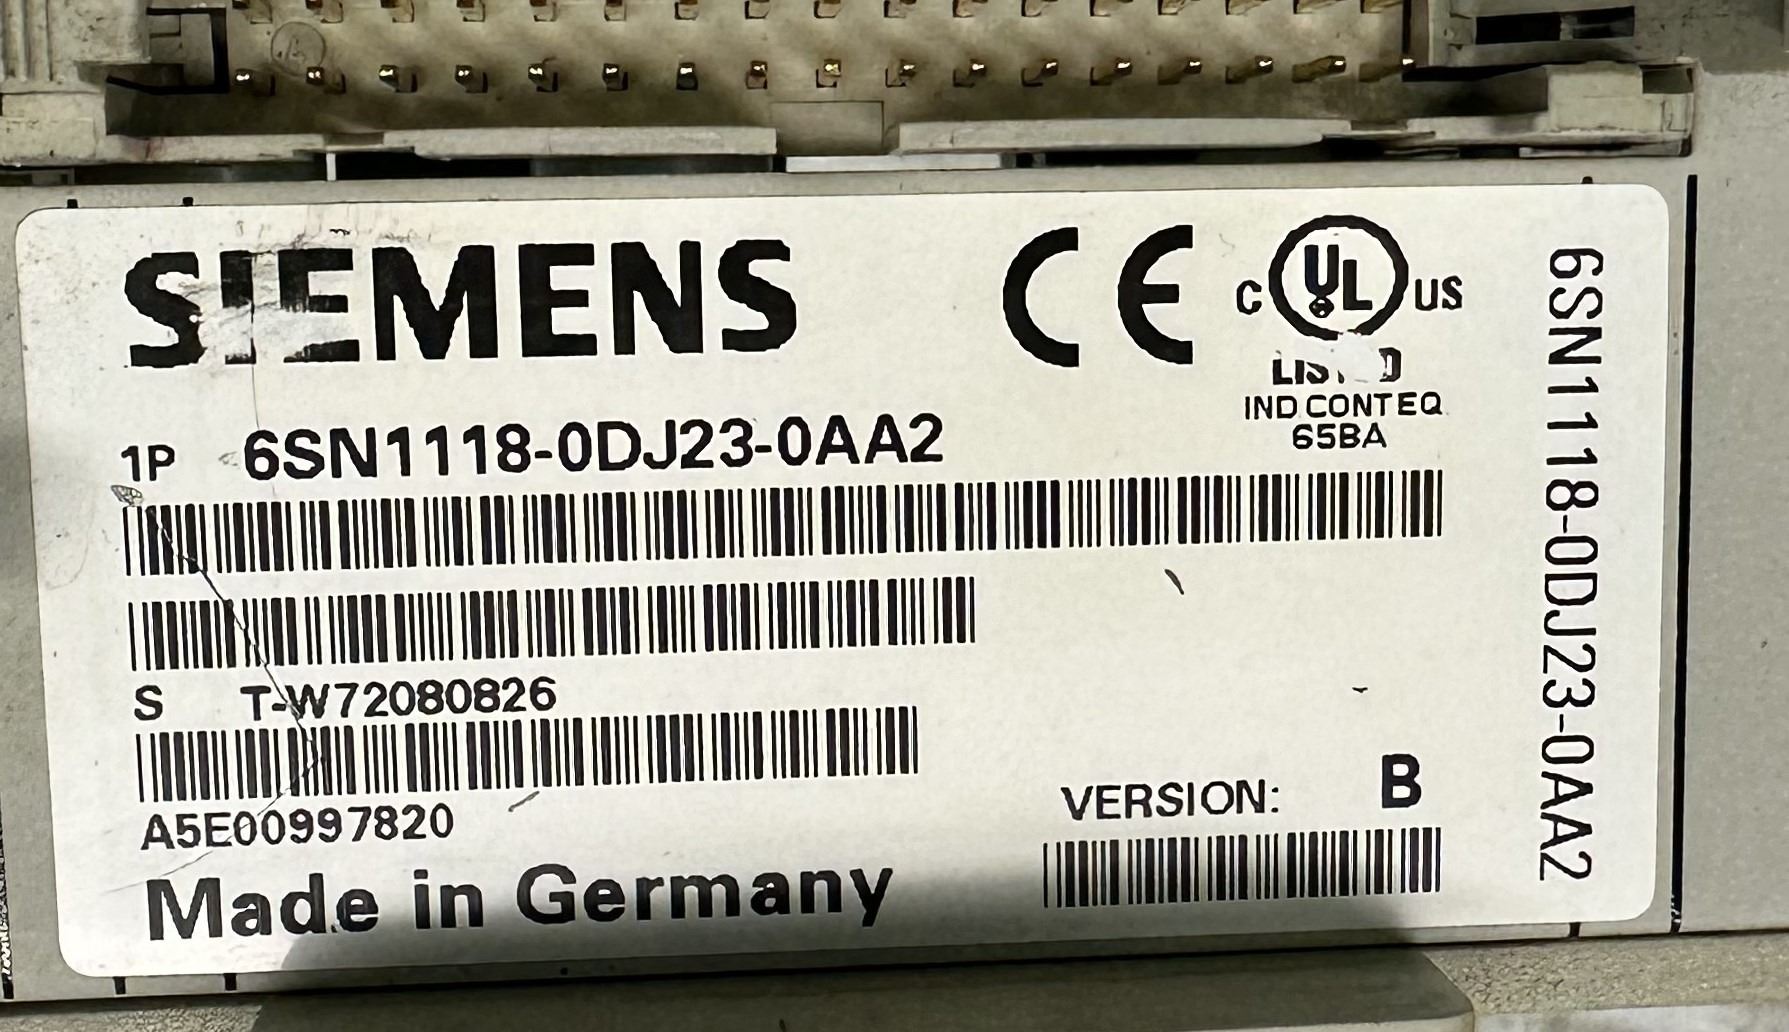 SIEMENS
CE
C UL US
LISTED
IND.CONT.EQ.
65BA
1P 6SN1118-0DJ23-0AA2
S T-W72080826
A5E00997820
VERSION: B
Made in Germany
6SN1118-0DJ23-0AA2